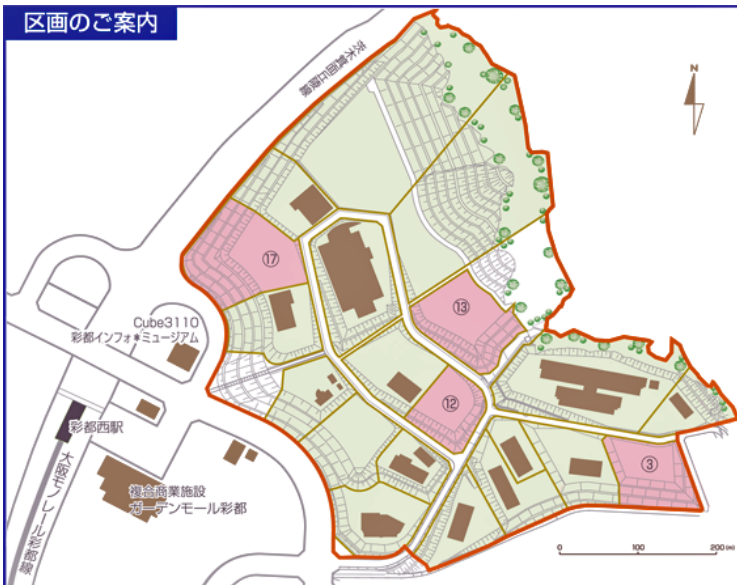 区画のご案内
茨木箕面丘陵線
N
⑰
⑬
Cube3110
彩都インフォ✱ミュージアム
⑫
彩都西駅
③
大阪モノレール彩都線
複合商業施設
ガーデンモール彩都
0 100 200 (m)